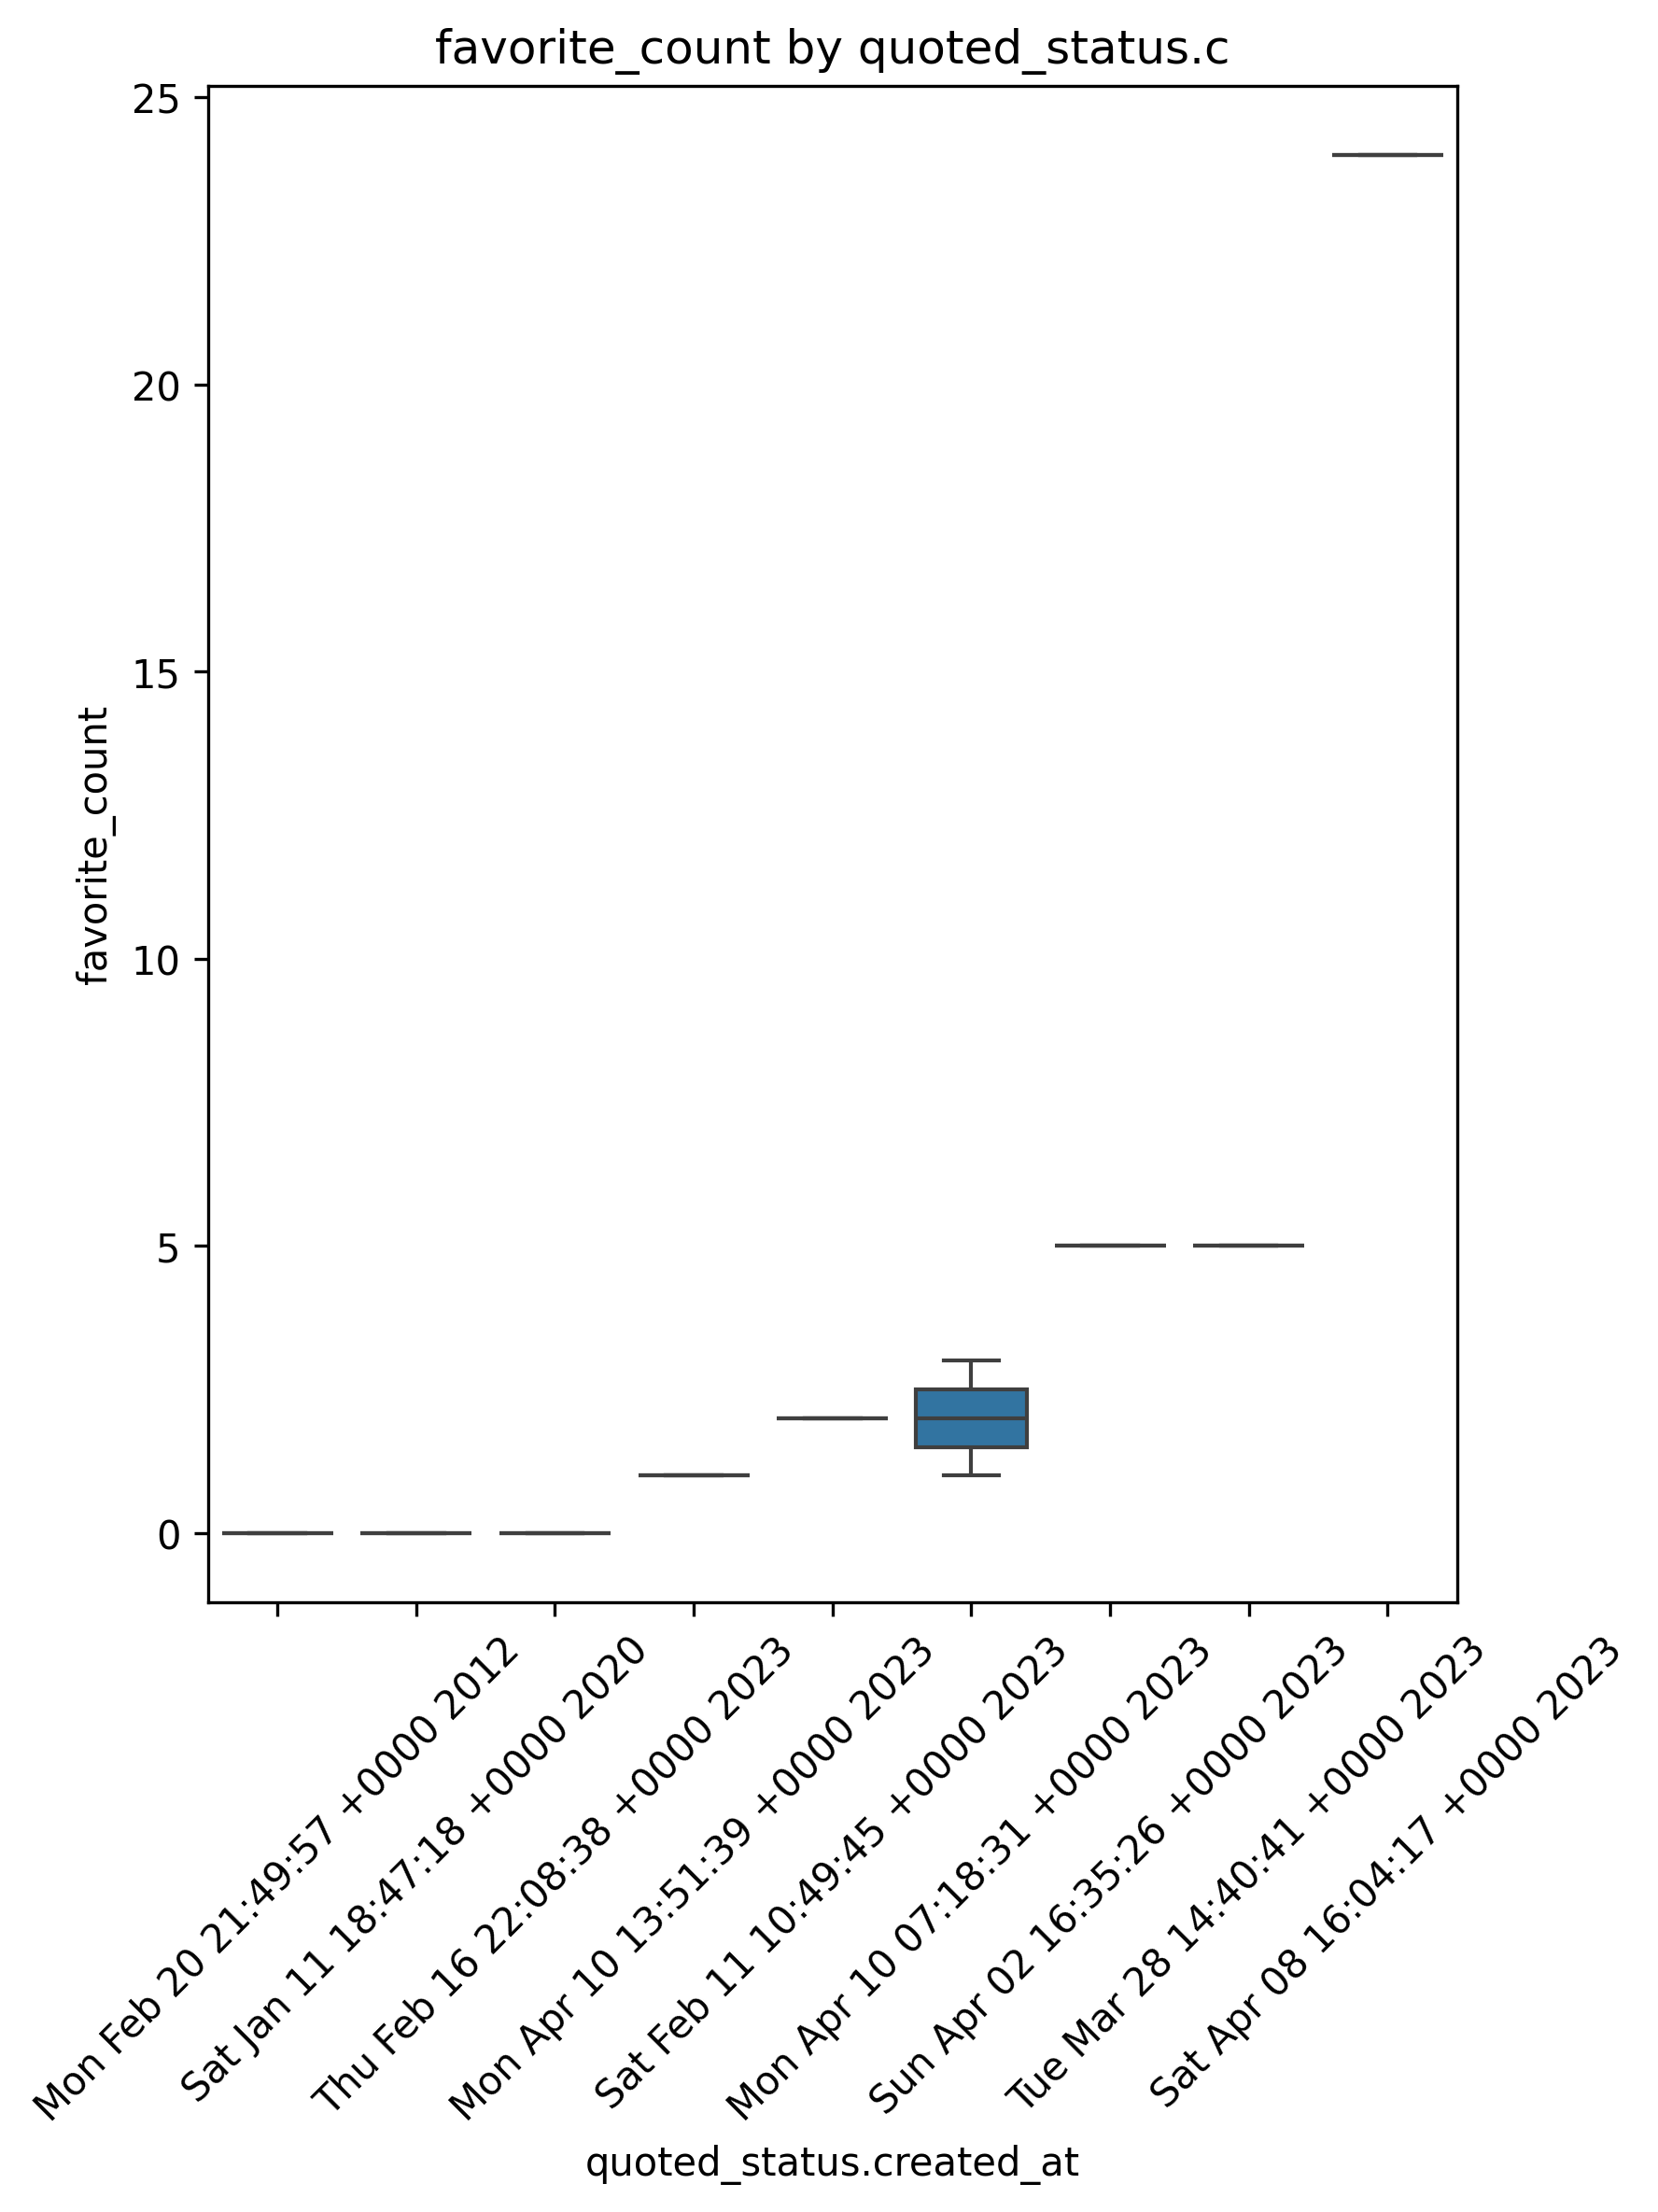 favorite_count by quoted_status.c
favorite_count
25
20
15
10
5
0
Mon Feb 20 21:49:57 +0000 2012
Sat Jan 11 18:47:18 +0000 2020
Thu Feb 16 22:08:38 +0000 2023
Mon Apr 10 13:51:39 +0000 2023
Sat Feb 11 10:49:45 +0000 2023
Mon Apr 10 07:18:31 +0000 2023
Sun Apr 02 16:35:26 +0000 2023
Tue Mar 28 14:40:41 +0000 2023
Sat Apr 08 16:04:17 +0000 2023
quoted_status.created_at